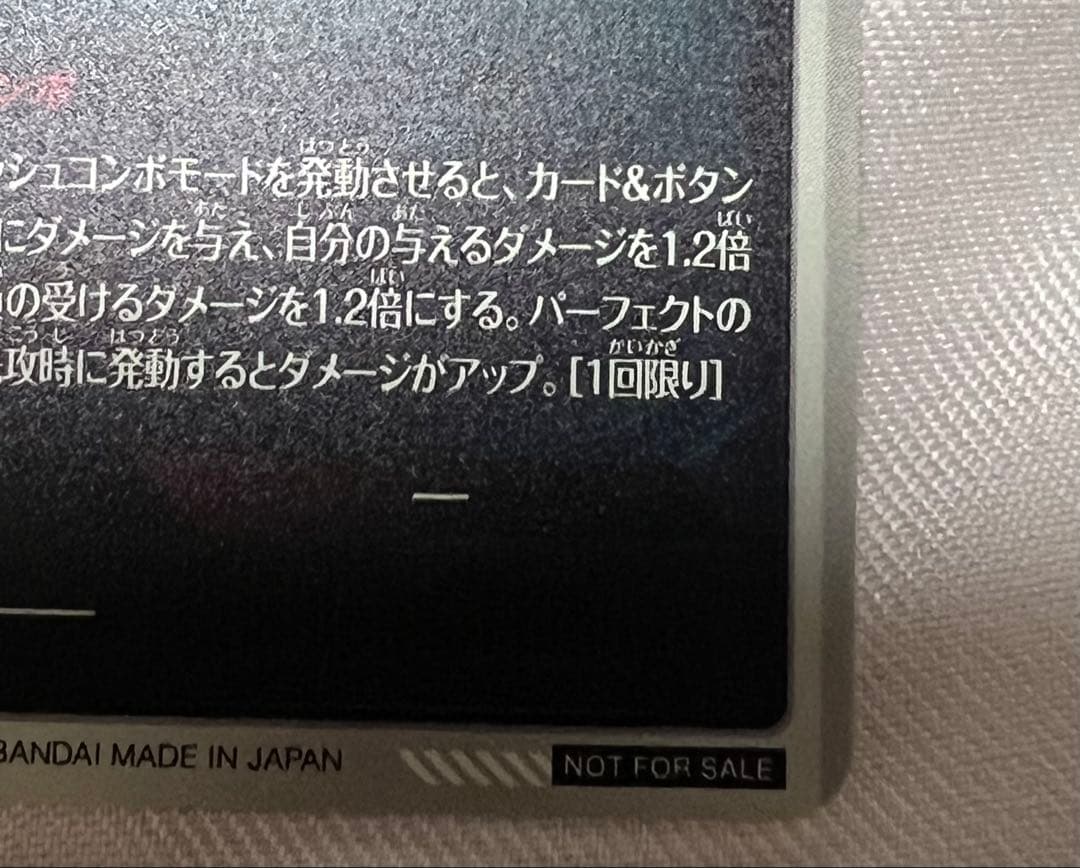 ンボ
ッシュコンボモードを発動させると、カード&ボタン
にダメージを与え、自分の与えるダメージを1.2倍
の受けるダメージを1.2倍にする。パーフェクトの
攻時に発動するとダメージがアップ。[1回限り]
BANDAI MADE IN JAPAN
NOT FOR SALE